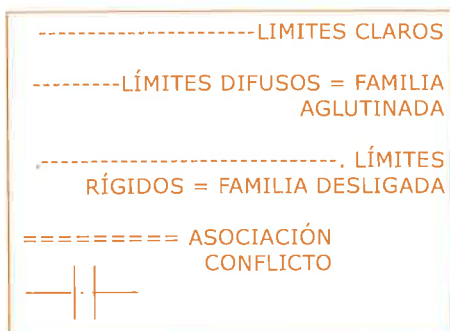 ----------------------LIMITES CLAROS
---------LÍMITES DIFUSOS = FAMILIA
AGLUTINADA
------------------------------. LÍMITES
RÍGIDOS = FAMILIA DESLIGADA
========= ASOCIACIÓN
CONFLICTO